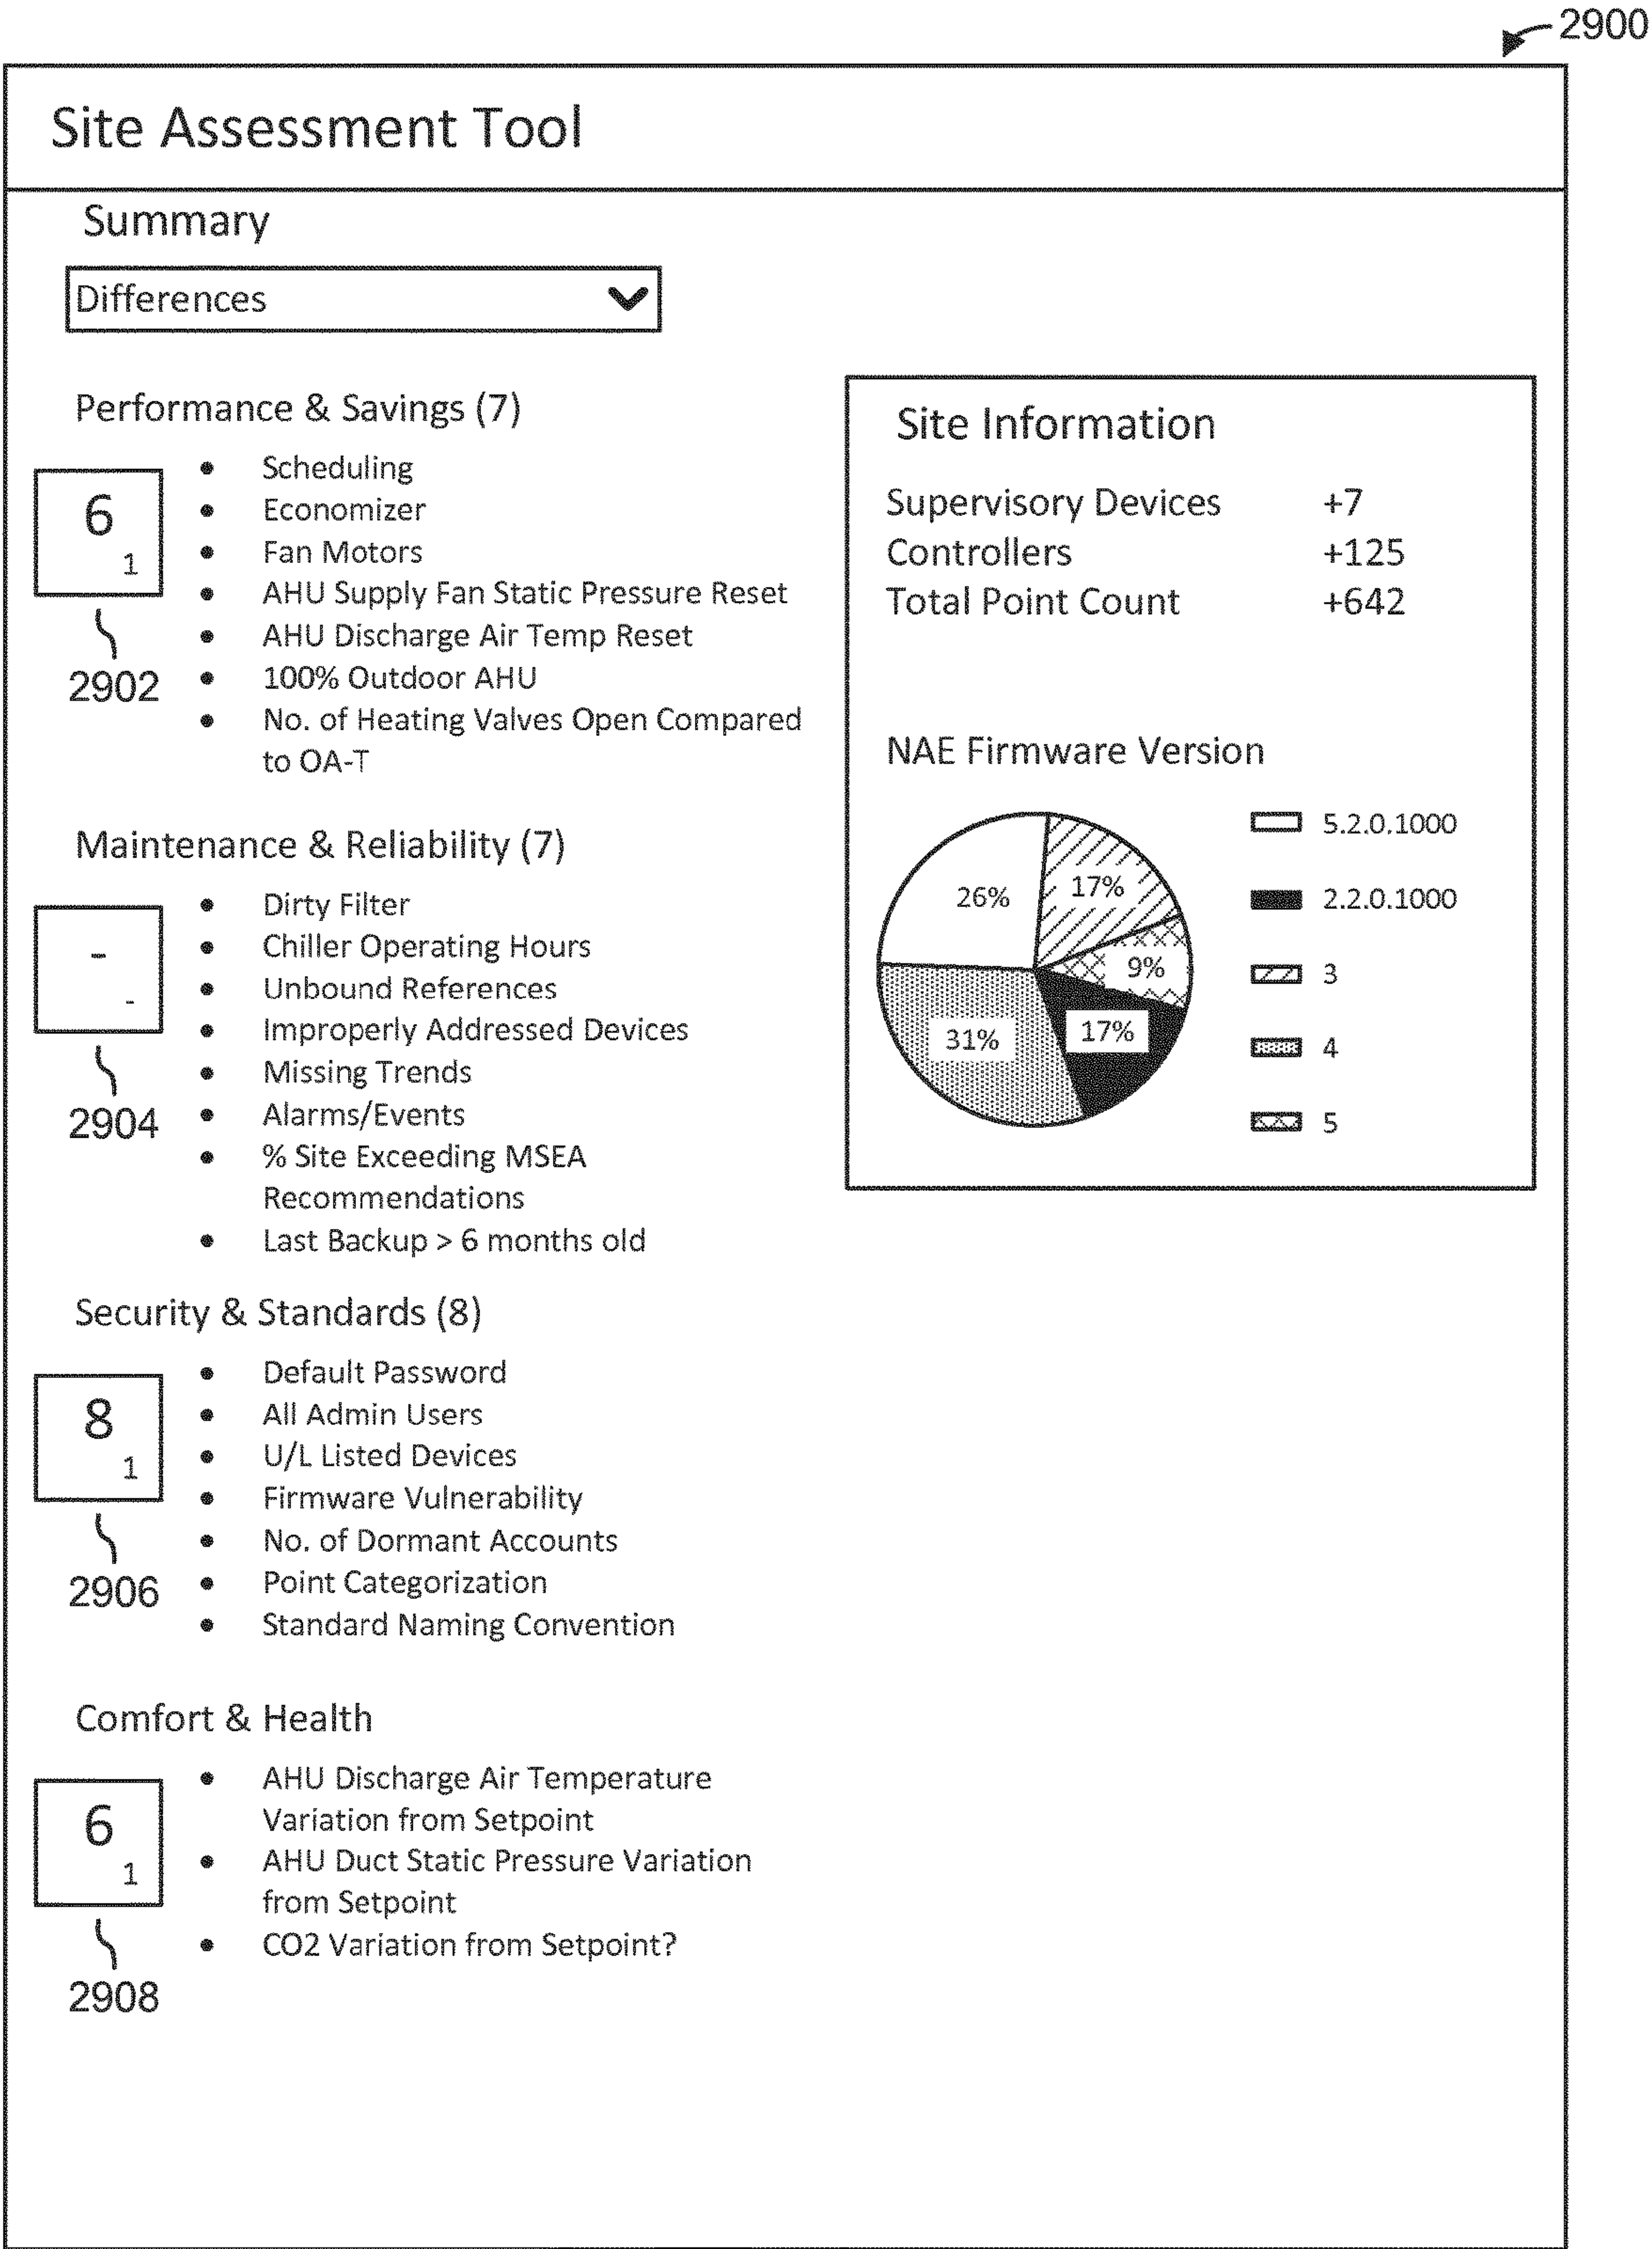 2900
Site Assessment Tool
Summary
Differences
Performance & Savings (7)
6
1
2902
• Scheduling
• Economizer
• Fan Motors
• AHU Supply Fan Static Pressure Reset
• AHU Discharge Air Temp Reset
• 100% Outdoor AHU
• No. of Heating Valves Open Compared
to OA-T
Maintenance & Reliability (7)
-
-
2904
• Dirty Filter
• Chiller Operating Hours
• Unbound References
• Improperly Addressed Devices
• Missing Trends
• Alarms/Events
• % Site Exceeding MSEA
Recommendations
• Last Backup > 6 months old
Security & Standards (8)
8
1
2906
• Default Password
• All Admin Users
• U/L Listed Devices
• Firmware Vulnerability
• No. of Dormant Accounts
• Point Categorization
• Standard Naming Convention
Comfort & Health
6
1
2908
• AHU Discharge Air Temperature
Variation from Setpoint
• AHU Duct Static Pressure Variation
from Setpoint
• CO2 Variation from Setpoint?
Site Information
Supervisory Devices +7
Controllers +125
Total Point Count +642
NAE Firmware Version
26%
17%
9%
17%
31%
5.2.0.1000
2.2.0.1000
3
4
5